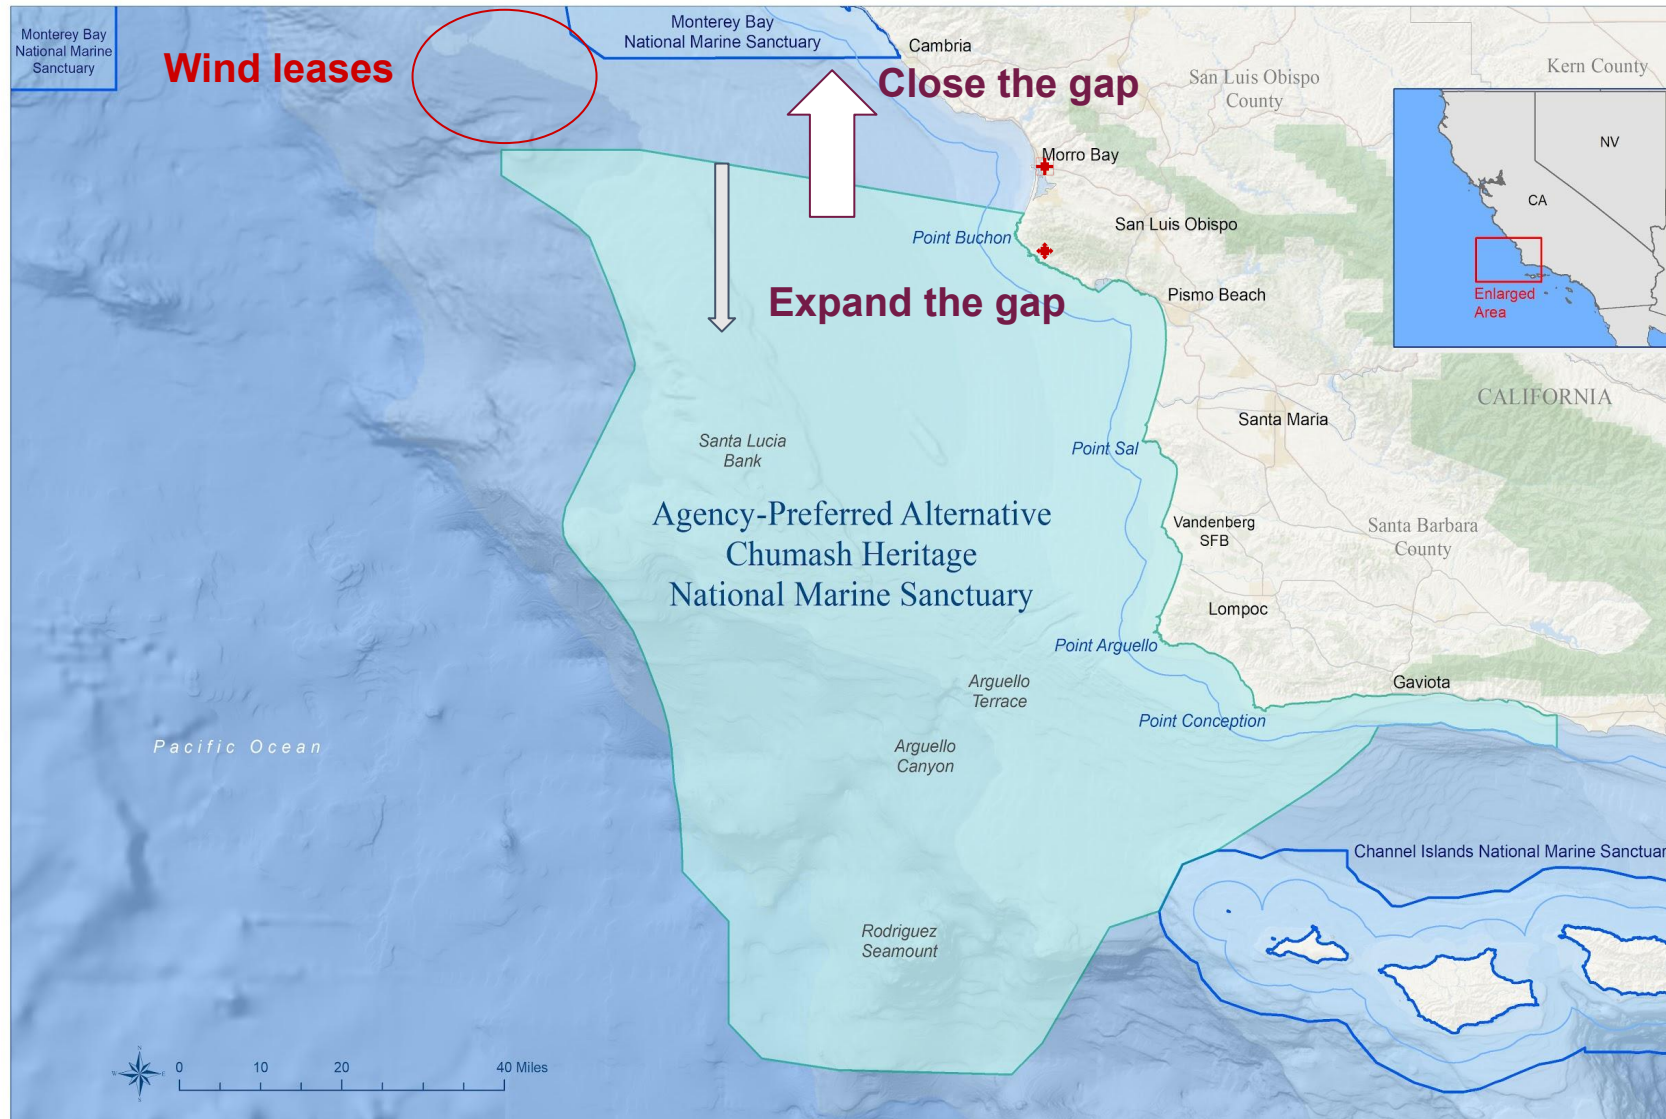 Monterey Bay
National Marine
Sanctuary
Monterey Bay
National Marine Sanctuary
Wind leases
Cambria
Close the gap
San Luis Obispo
County
Kern County
NV
CA
Enlarged
Area
Morro Bay
San Luis Obispo
Point Buchon
Pismo Beach
Expand the gap
CALIFORNIA
Santa Maria
Santa Lucia
Bank
Point Sal
Agency-Preferred Alternative
Chumash Heritage
National Marine Sanctuary
Vandenberg
SFB
Santa Barbara
County
Lompoc
Point Arguello
Arguello
Terrace
Gaviota
Point Conception
Pacific Ocean
Arguello
Canyon
Channel Islands National Marine Sanctuar
Rodriguez
Seamount
N
W E
S
0 10 20 40 Miles